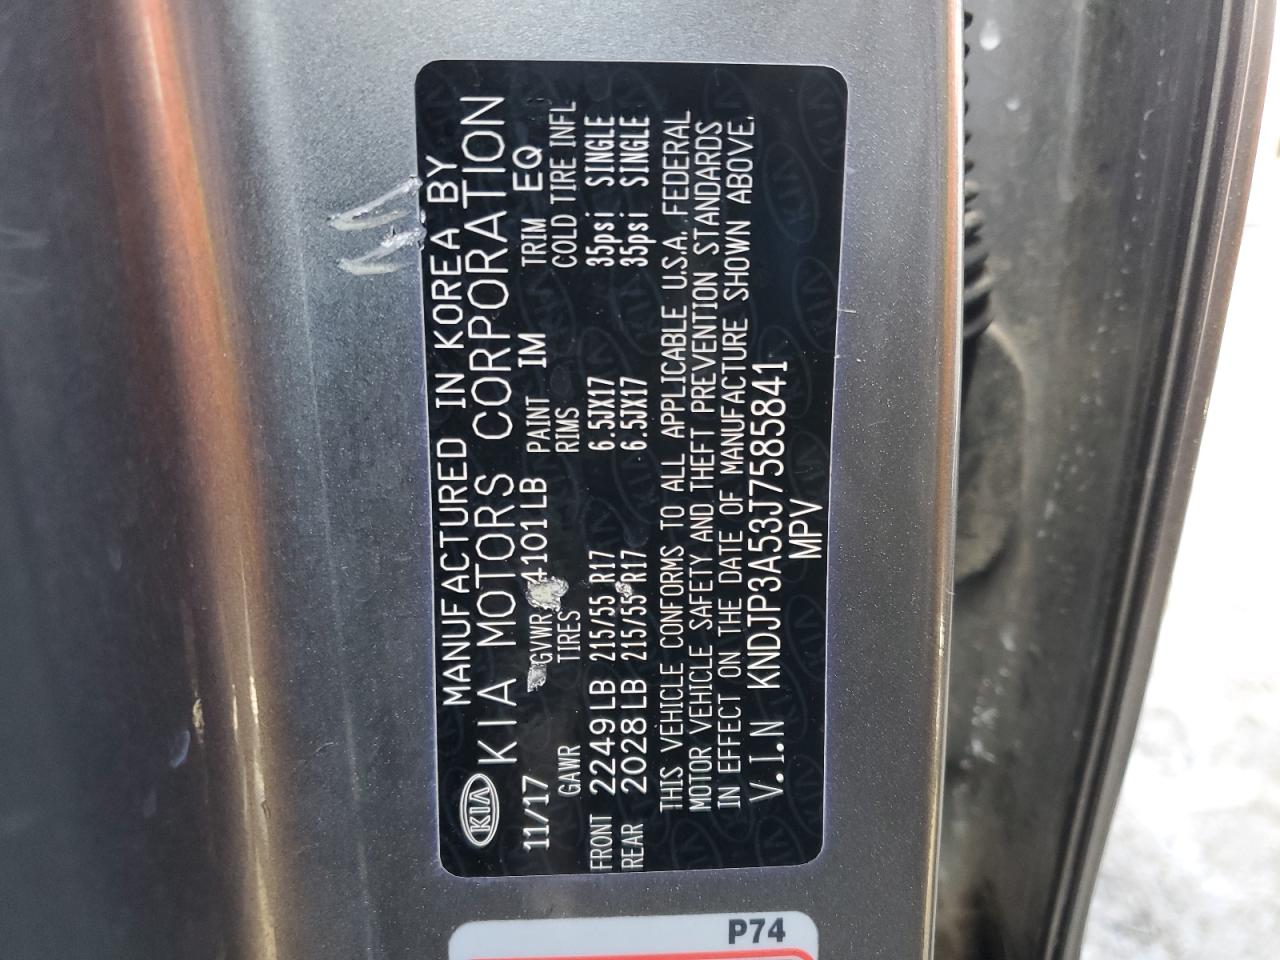 MANUFACTURED IN KOREA BY
KIA KIA MOTORS CORPORATION
11/17 GVWR 4101LB PAINT IM TRIM EQ
GAWR TIRES RIMS COLD TIRE INFL
FRONT 2249LB 215/55 R17 6.5JX17 35psi SINGLE
REAR 2028LB 215/55 R17 6.5JX17 35psi SINGLE
THIS VEHICLE CONFORMS TO ALL APPLICABLE U.S.A. FEDERAL
MOTOR VEHICLE SAFETY AND THEFT PREVENTION STANDARDS
IN EFFECT ON THE DATE OF MANUFACTURE SHOWN ABOVE.
V.I.N KNDJP3A53J7585841
MPV
P74